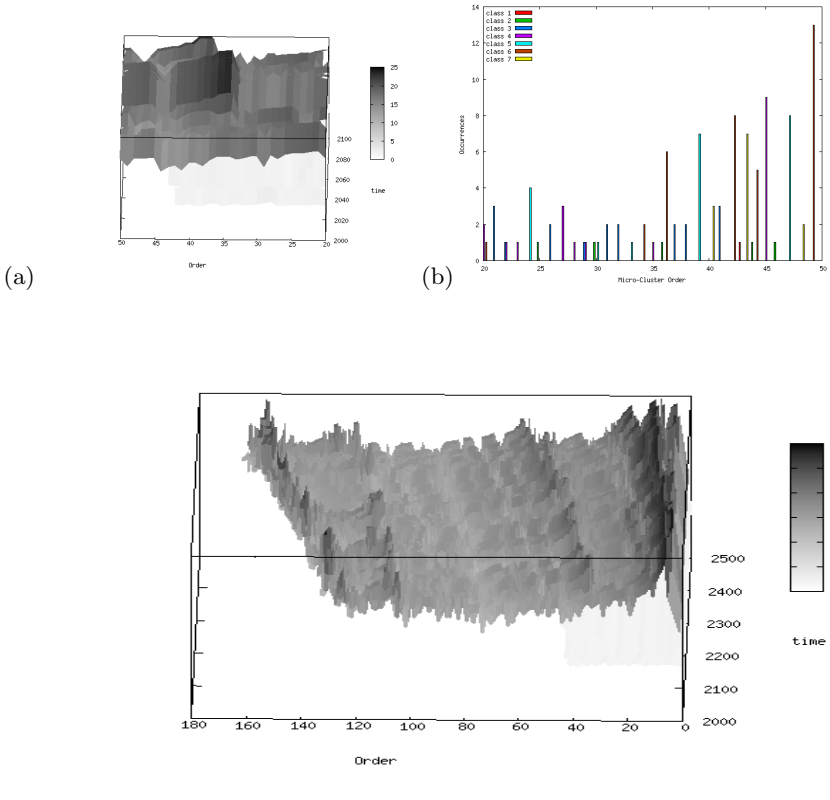 25
20
15
10
5
0
time
2100
2080
2060
2040
2020
2000
50 45 40 35 30 25 20
Order
(a)
14
12
10
8
6
4
2
0
Occurrences
class 1
class 2
class 3
class 4
class 5
class 6
class 7
20 25 30 35 40 45 50
Micro-Cluster Order
(b)
2500
2400
2300
2200
2100
2000
time
180 160 140 120 100 80 60 40 20 0
Order